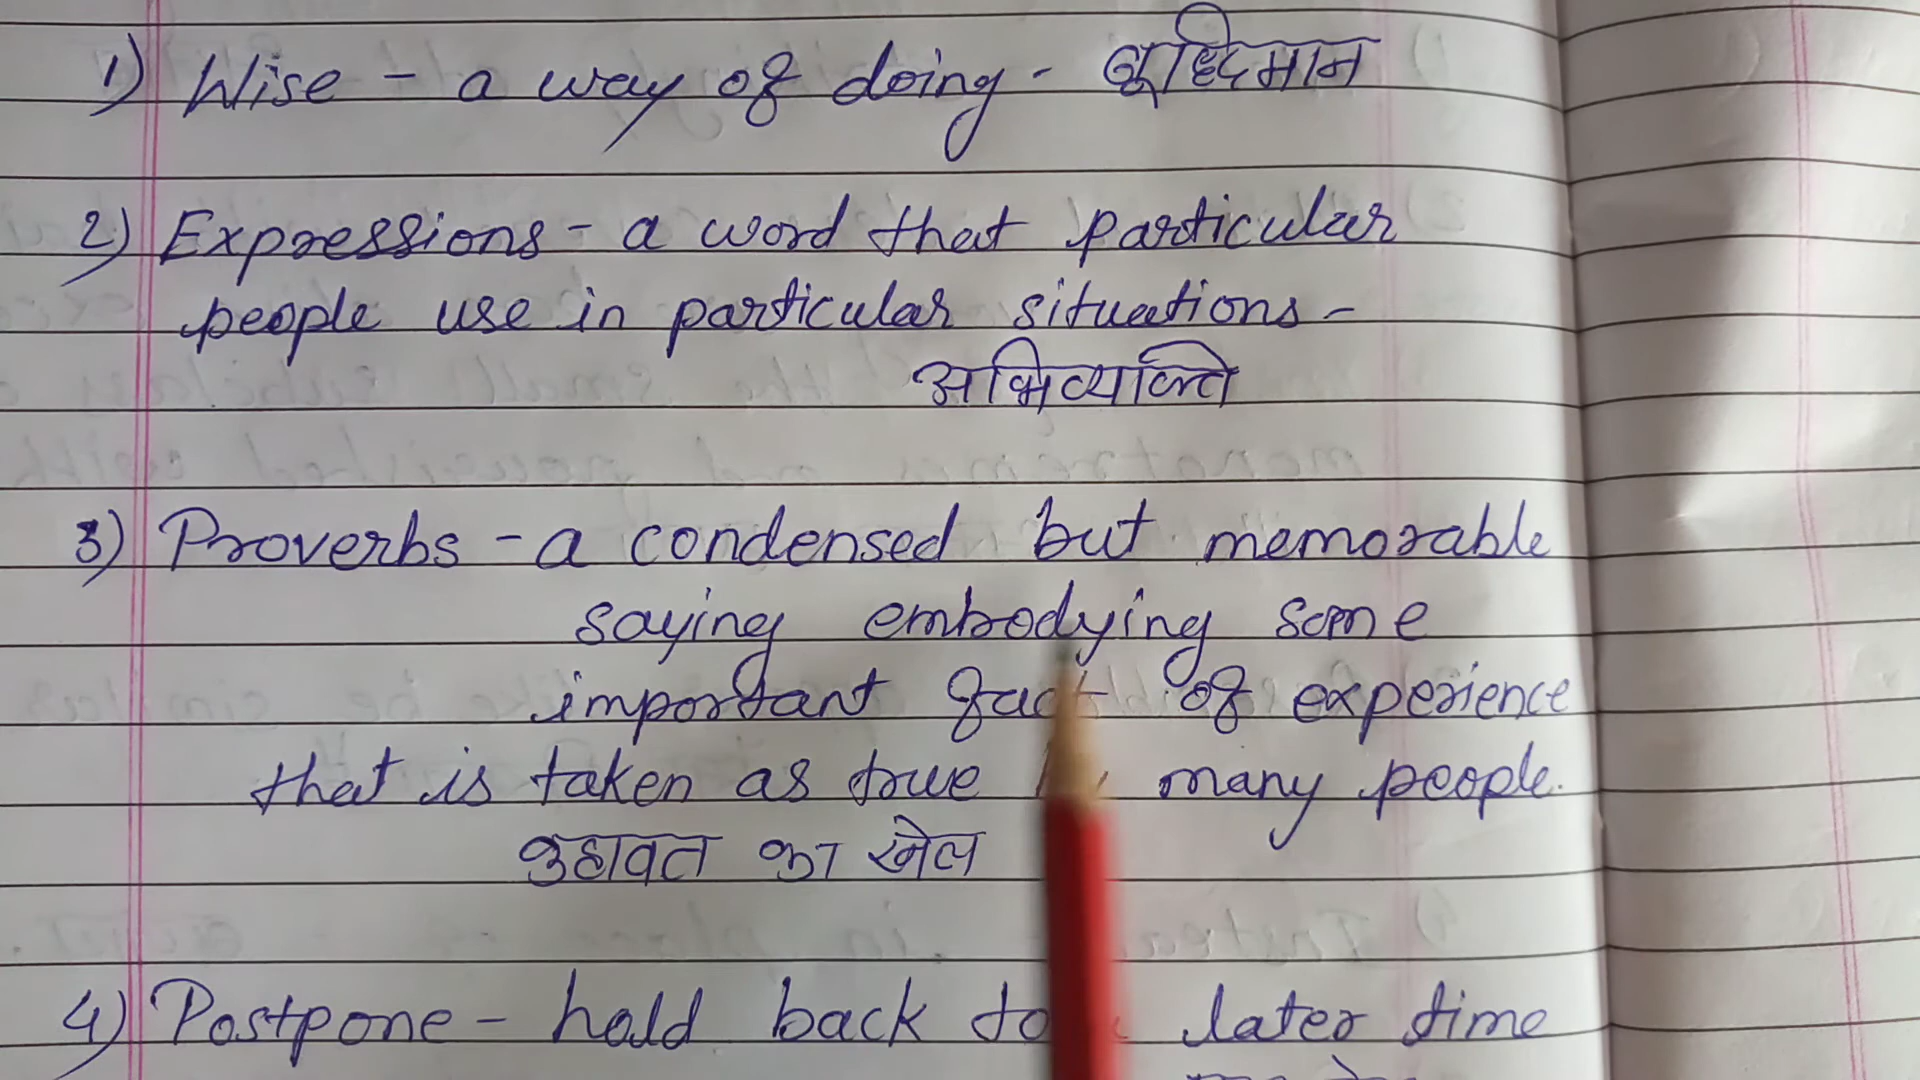 1) Wise - a way of doing - बुद्धिमान
2) Expressions - a word that particular
people use in particular situations -
अभिव्यक्ति
3) Proverbs - a condensed but memorable
saying embodying some
important fact of experience
that is taken as true many people.
कहावत का खेल
4) Postpone - hold back to later time